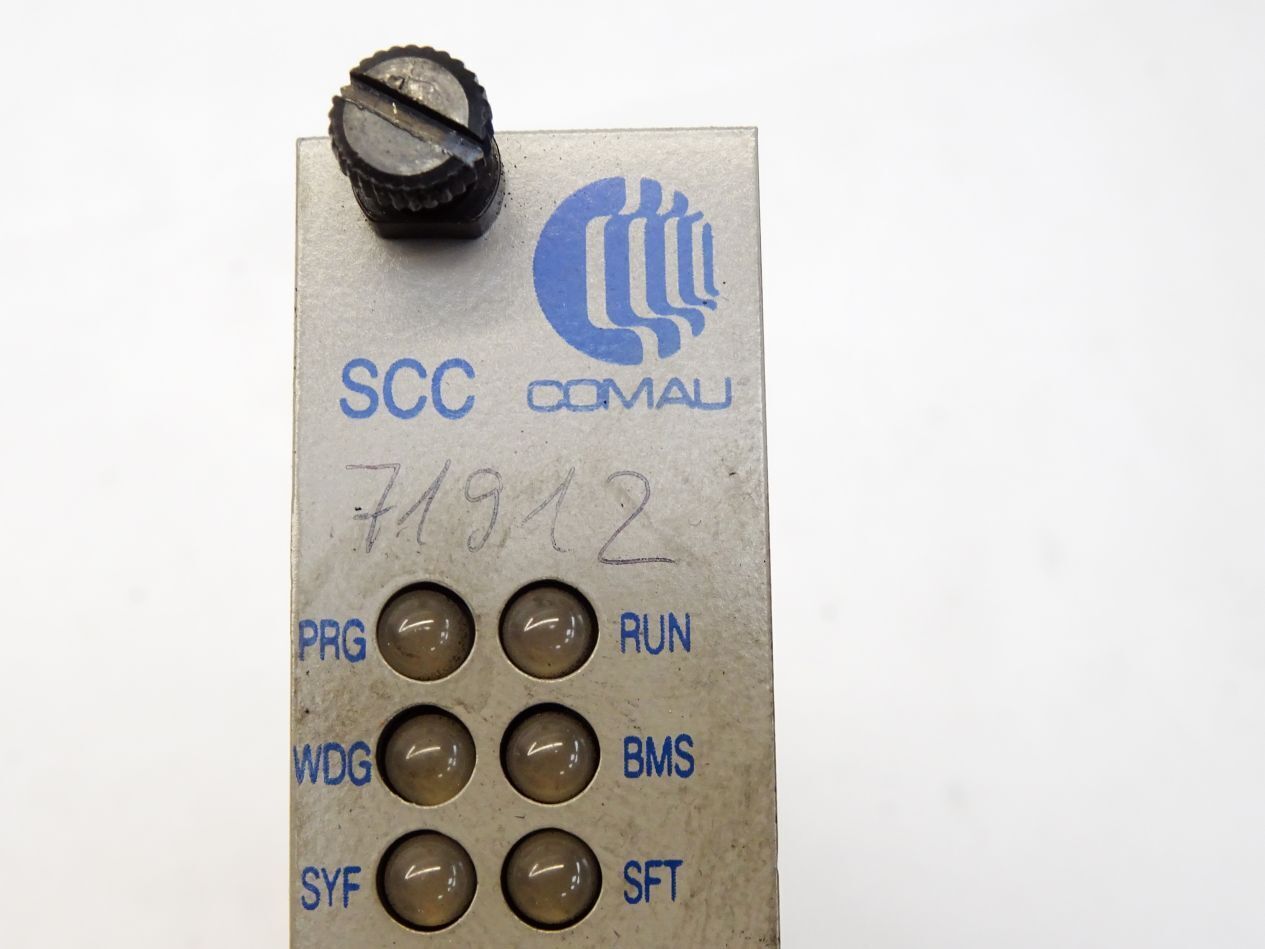 SCC COMAU
71912
PRG RUN
WDG BMS
SYF SFT